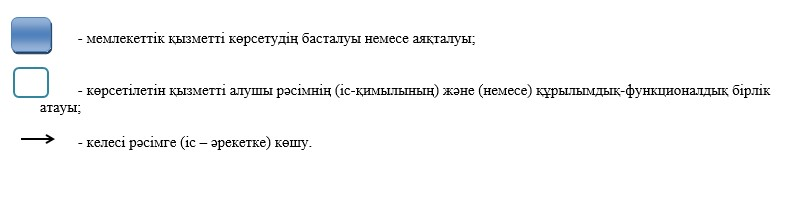 - мемлекеттік қызметті көрсетудің басталуы немесе аяқталуы;
- көрсетілетін қызметті алушы рәсімнің (іс-қимылының) және (немесе) құрылымдық-функционалдық бірлік
атауы;
- келесі рәсімге (іс – әрекетке) көшу.